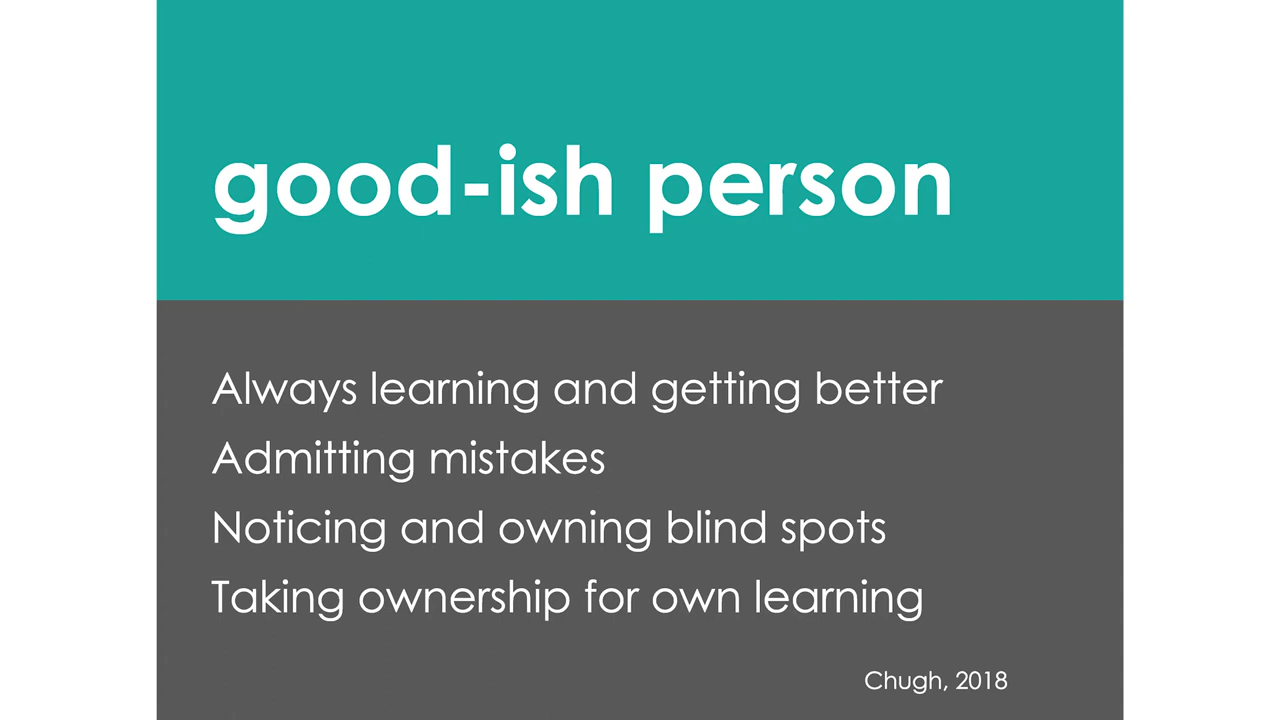 good-ish person
Always learning and getting better
Admitting mistakes
Noticing and owning blind spots
Taking ownership for own learning
Chugh, 2018